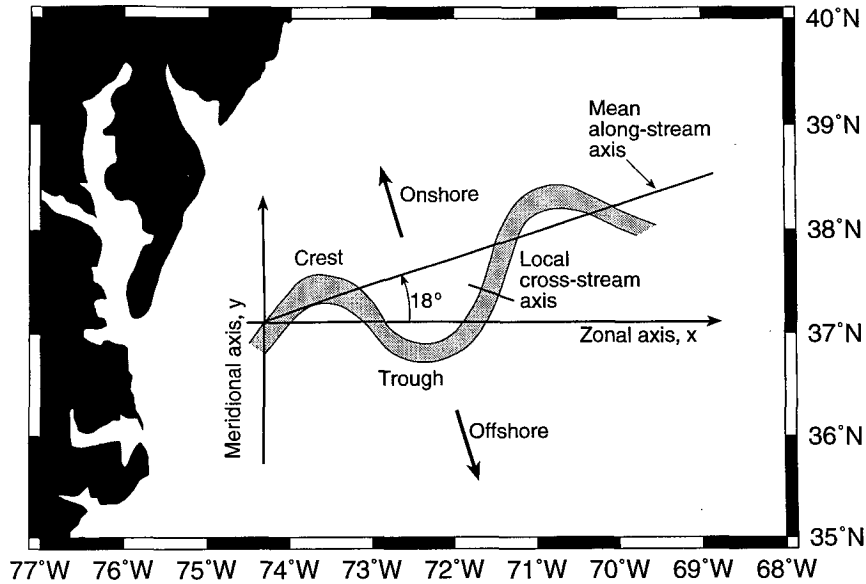 40°N
Mean
along-stream
axis
39°N
Onshore
Crest
38°N
Local
cross-stream
axis
18°
37°N
Zonal axis, x
Meridional axis, y
Trough
Offshore
36°N
35°N
77°W 76°W 75°W 74°W 73°W 72°W 71°W 70°W 69°W 68°W